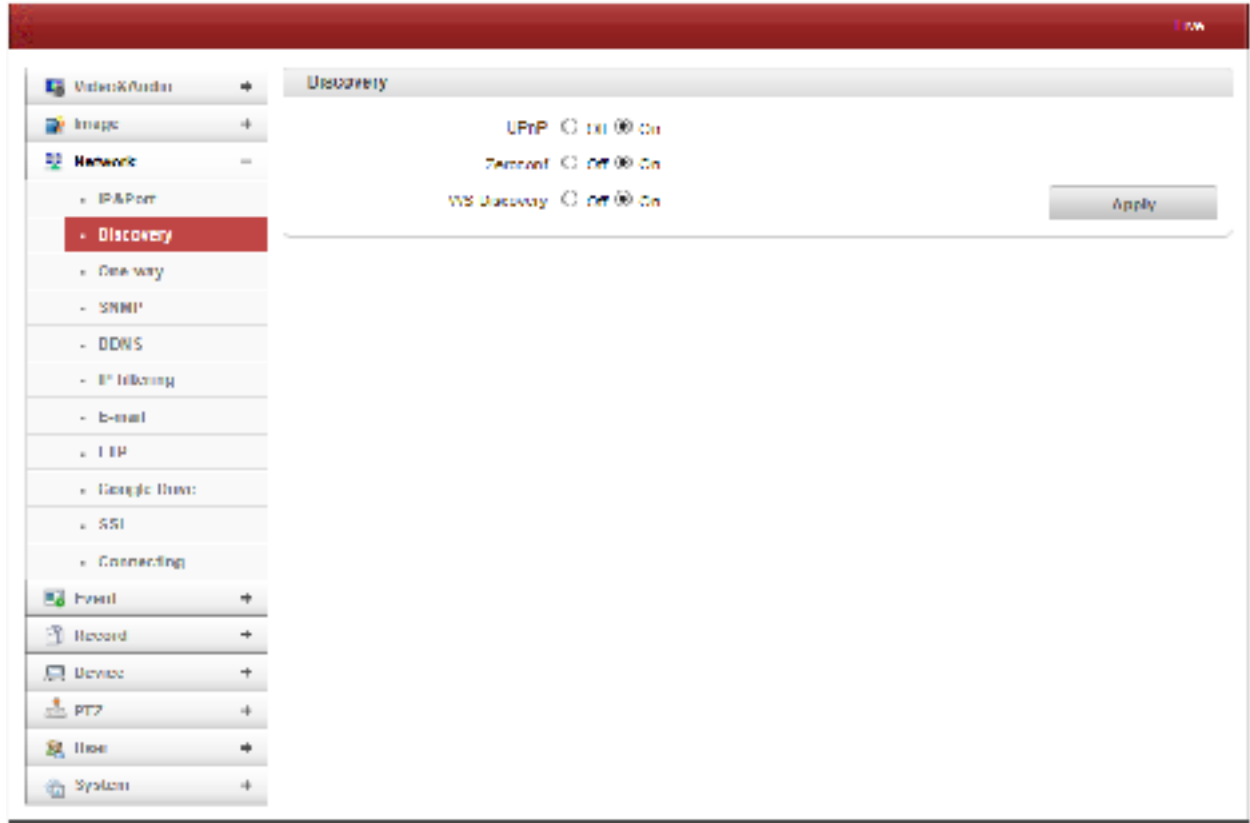 Live
Video&Audio
Image
Network
IP&Port
Discovery
One way
SNMP
DDNS
IP filtering
E-mail
FTP
Google Drive
SSL
Connecting
Event
Record
Device
PTZ
User
System
Discovery
UPnP Off On
Zeroconf Off On
WS Discovery Off On
Apply